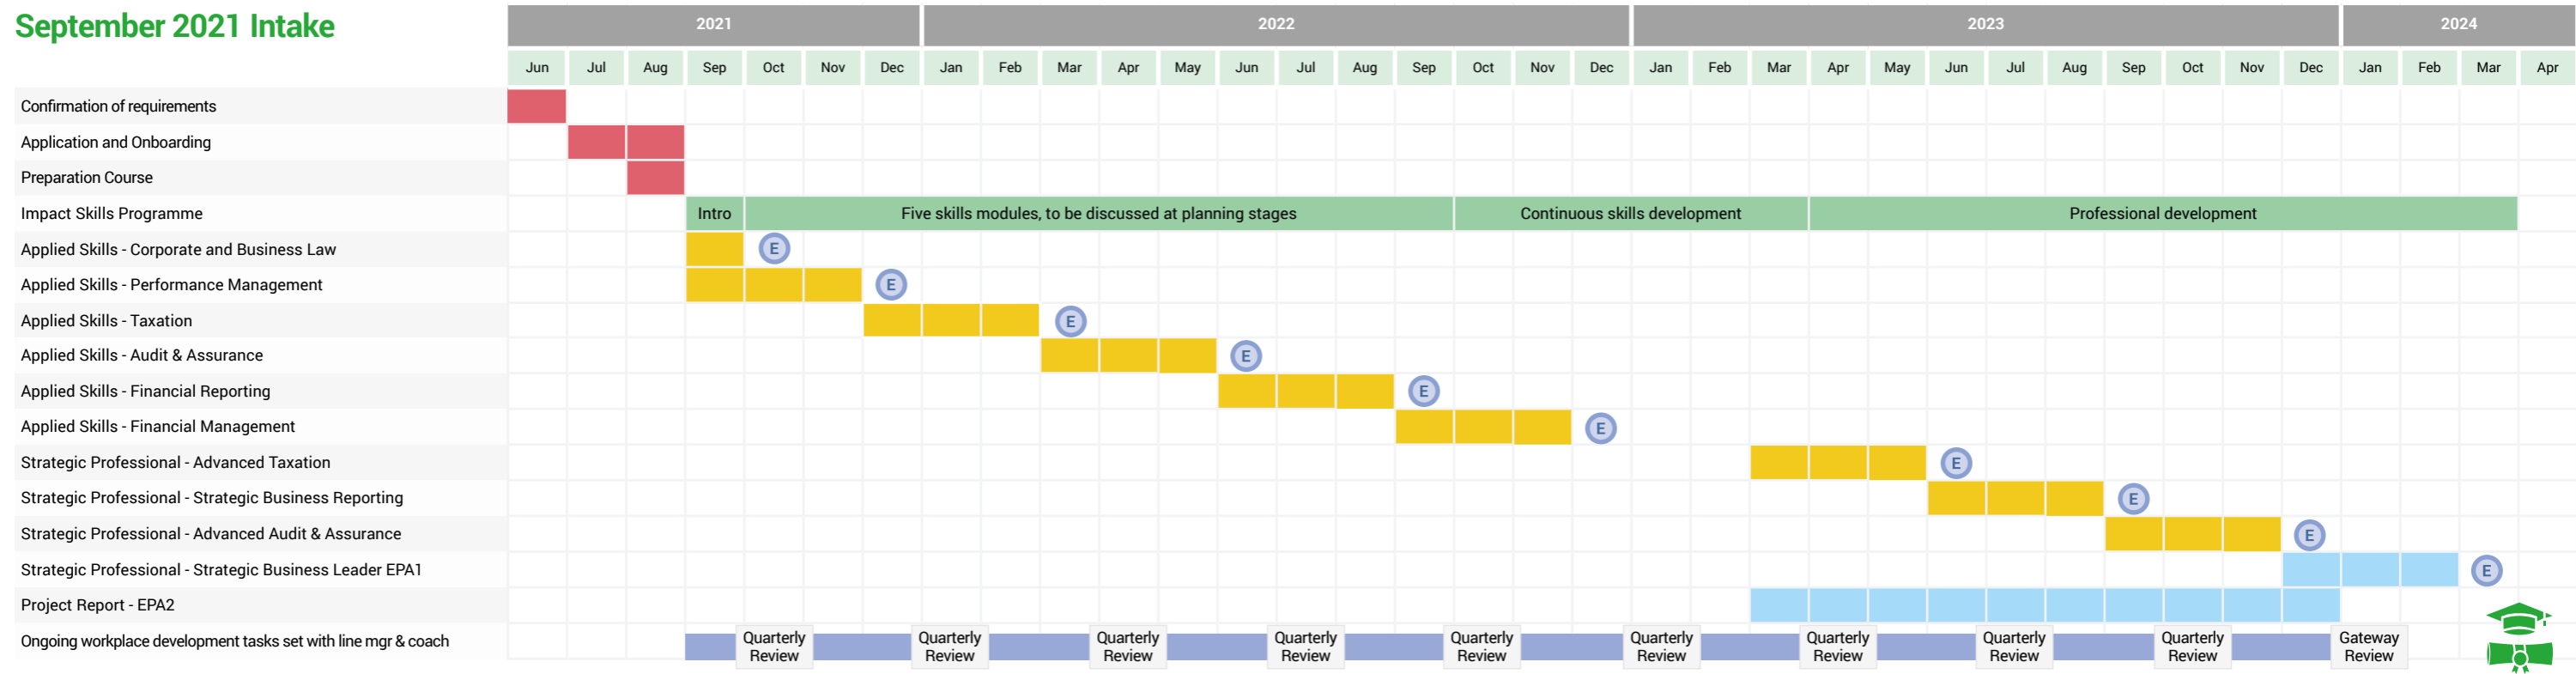 September 2021 Intake
2021 2022 2023 2024
Jun Jul Aug Sep Oct Nov Dec Jan Feb Mar Apr May Jun Jul Aug Sep Oct Nov Dec Jan Feb Mar Apr May Jun Jul Aug Sep Oct Nov Dec Jan Feb Mar Apr
Confirmation of requirements
Application and Onboarding
Preparation Course
Impact Skills Programme Intro Five skills modules, to be discussed at planning stages Continuous skills development Professional development
Applied Skills - Corporate and Business Law E
Applied Skills - Performance Management E
Applied Skills - Taxation E
Applied Skills - Audit & Assurance E
Applied Skills - Financial Reporting E
Applied Skills - Financial Management E
Strategic Professional - Advanced Taxation E
Strategic Professional - Strategic Business Reporting E
Strategic Professional - Advanced Audit & Assurance E
Strategic Professional - Strategic Business Leader EPA1 E
Project Report - EPA2
Ongoing workplace development tasks set with line mgr & coach
Quarterly Quarterly Quarterly Quarterly Quarterly Quarterly Quarterly Quarterly Quarterly Gateway
Review Review Review Review Review Review Review Review Review Review